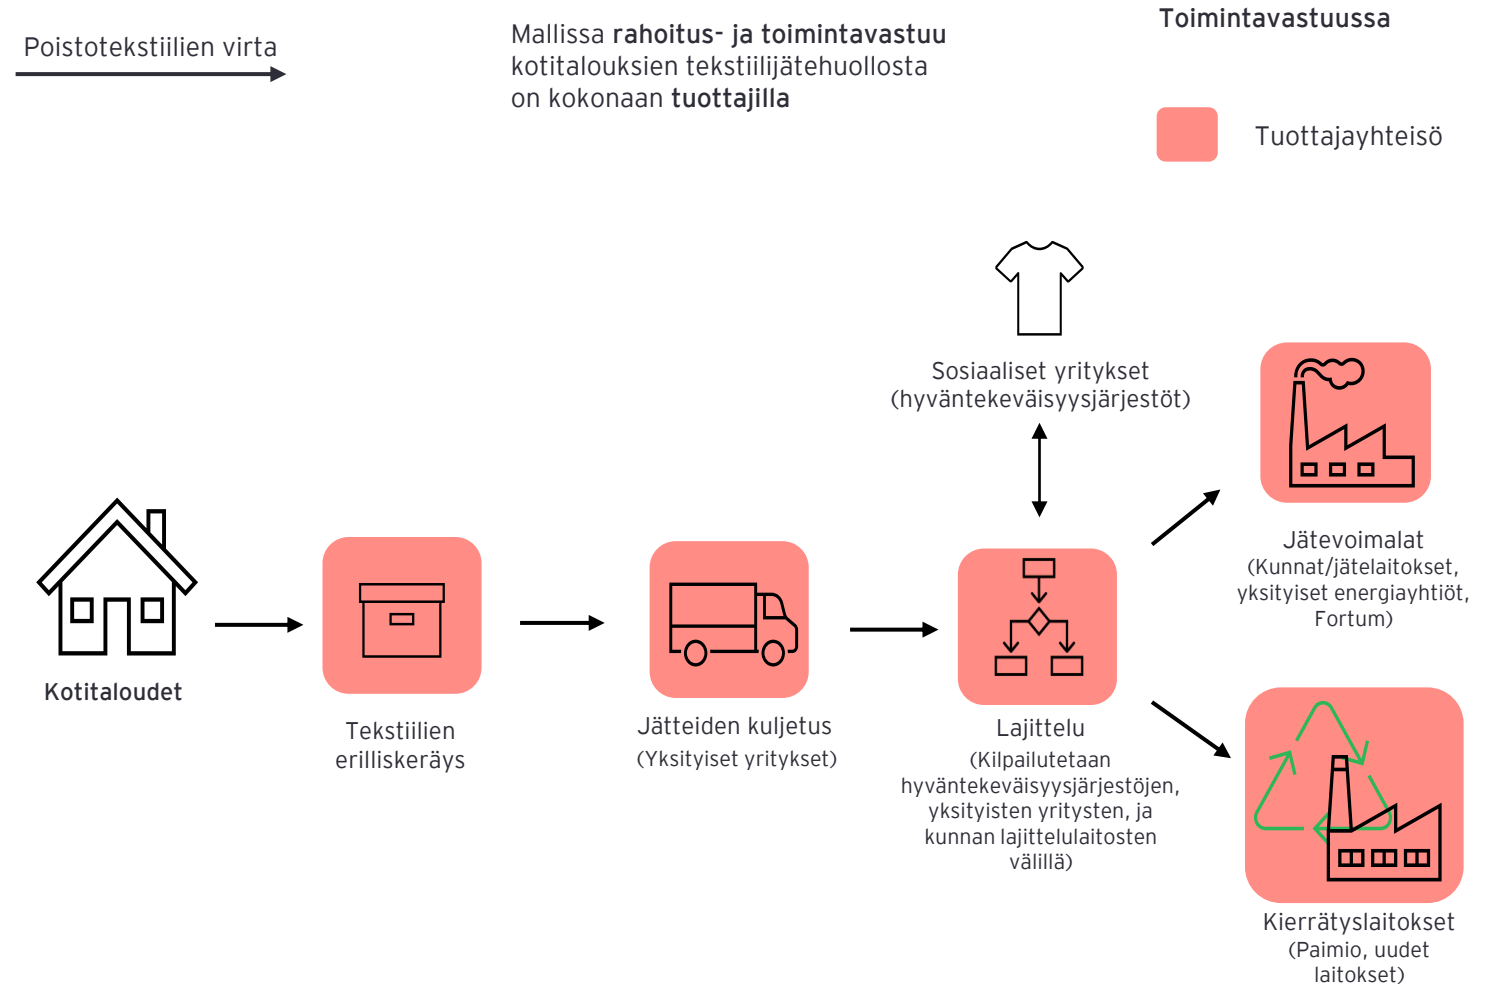 Poistotekstiilien virta
Mallissa rahoitus- ja toimintavastuu
kotitalouksien tekstiilijätehuollosta
on kokonaan tuottajilla
Toimintavastuussa
Tuottajayhteisö
Sosiaaliset yritykset
(hyväntekeväisyysjärjestöt)
Jätevoimalat
(Kunnat/jätelaitokset,
yksityiset energiayhtiöt,
Fortum)
Kotitaloudet
Tekstiilien
erilliskeräys
Jätteiden kuljetus
(Yksityiset yritykset)
Lajittelu
(Kilpailutetaan
hyväntekeväisyysjärjestöjen,
yksityisten yritysten, ja
kunnan lajittelulaitosten
välillä)
Kierrätyslaitokset
(Paimio, uudet
laitokset)